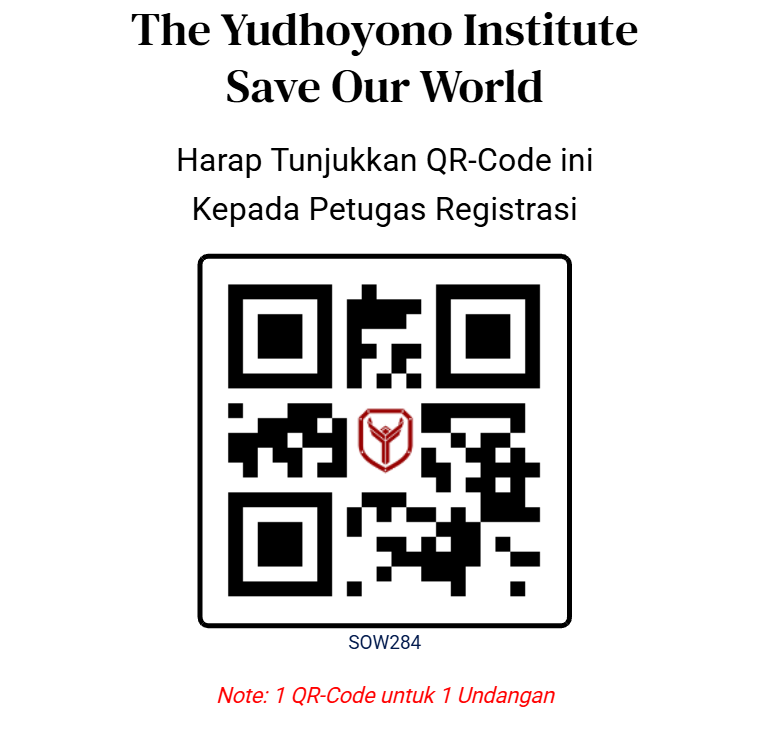 The Yudhoyono Institute
Save Our World
Harap Tunjukkan QR-Code ini
Kepada Petugas Registrasi
SOW284
Note: 1 QR-Code untuk 1 Undangan